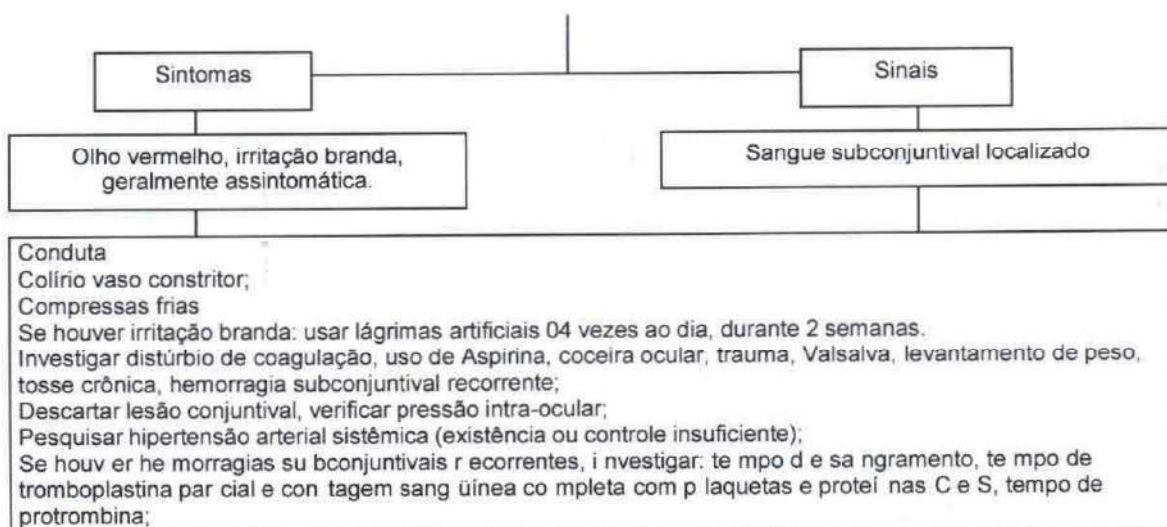 Sintomas
Sinais
Olho vermelho, irritação branda,
geralmente assintomática.
Sangue subconjuntival localizado
Conduta
Colírio vaso constritor;
Compressas frias
Se houver irritação branda: usar lágrimas artificiais 04 vezes ao dia, durante 2 semanas.
Investigar distúrbio de coagulação, uso de Aspirina, coceira ocular, trauma, Valsalva, levantamento de peso,
tosse crônica, hemorragia subconjuntival recorrente;
Descartar lesão conjuntival, verificar pressão intra-ocular;
Pesquisar hipertensão arterial sistêmica (existência ou controle insuficiente);
Se houv er he morragias su bconjuntivais r ecorrentes, i nvestigar: te mpo d e sa ngramento, te mpo de
tromboplastina par cial e con tagem sang üínea co mpleta com p laquetas e proteí nas C e S, tempo de
protrombina;